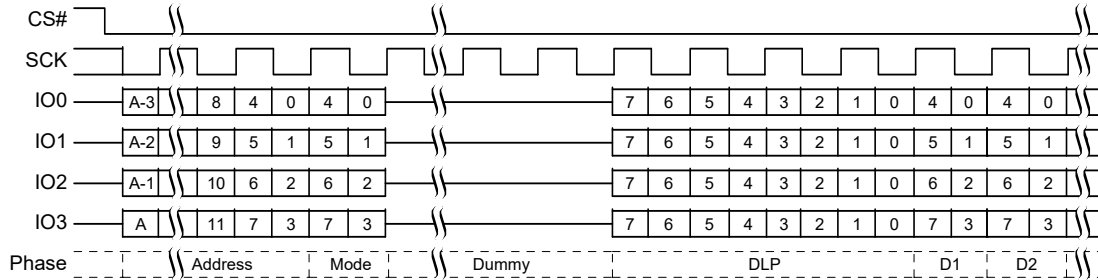 CS#
SCK
IO0 A-3 8 4 0 4 0 7 6 5 4 3 2 1 0 4 0 4 0
IO1 A-2 9 5 1 5 1 7 6 5 4 3 2 1 0 5 1 5 1
IO2 A-1 10 6 2 6 2 7 6 5 4 3 2 1 0 6 2 6 2
IO3 A 11 7 3 7 3 7 6 5 4 3 2 1 0 7 3 7 3
Phase Address Mode Dummy DLP D1 D2